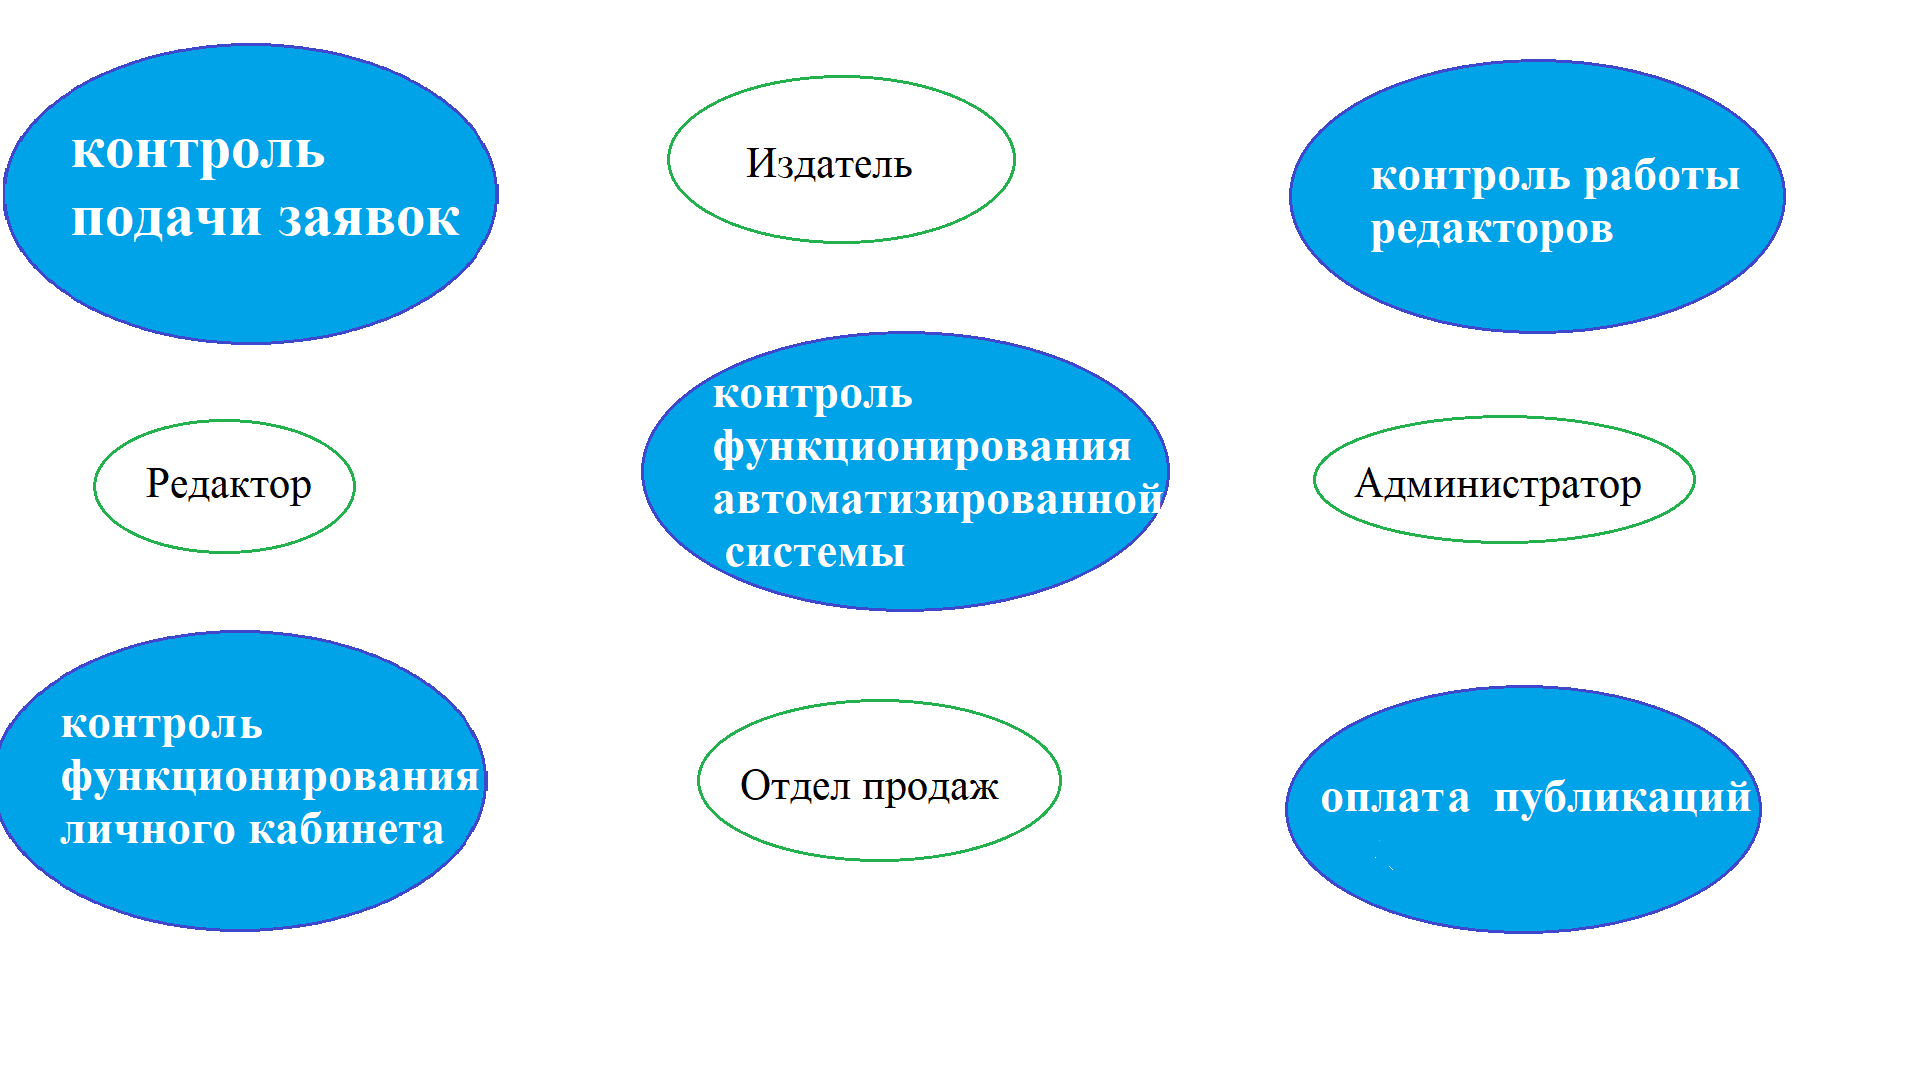 контроль
подачи заявок
Издатель
контроль работы
редакторов
Редактор
контроль
функционирования
автоматизированной
системы
Администратор
контроль
функционирования
личного кабинета
Отдел продаж
оплата публикаций